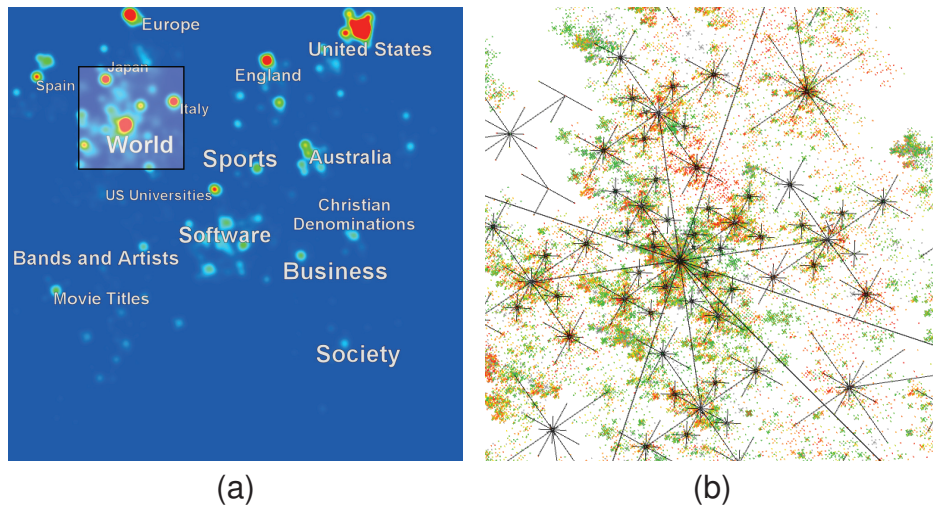 Europe
United States
Japan
England
Spain
Italy
World
Sports
Australia
US Universities
Christian
Denominations
Software
Bands and Artists
Business
Movie Titles
Society
(a)
(b)